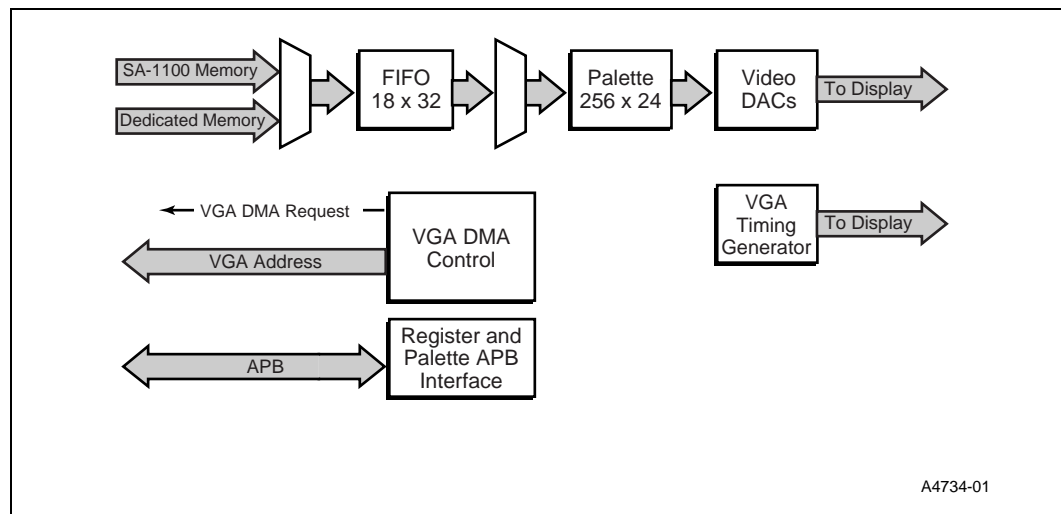 SA-1100 Memory
Dedicated Memory
FIFO
18 x 32
Palette
256 x 24
Video
DACs
To Display
VGA DMA Request
VGA Address
VGA DMA
Control
VGA
Timing
Generator
To Display
APB
Register and
Palette APB
Interface
A4734-01